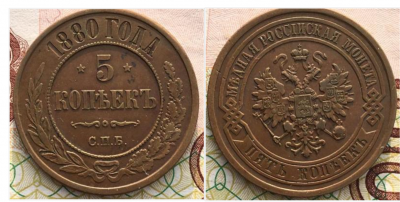 1880 ГОДА
* 5 *
КОПѢЕКЪ
С.П.Б.
МѢДНАЯ РОССІЙСКАЯ МОНЕТА
ПЯТЬ КОПѢЕКЪ